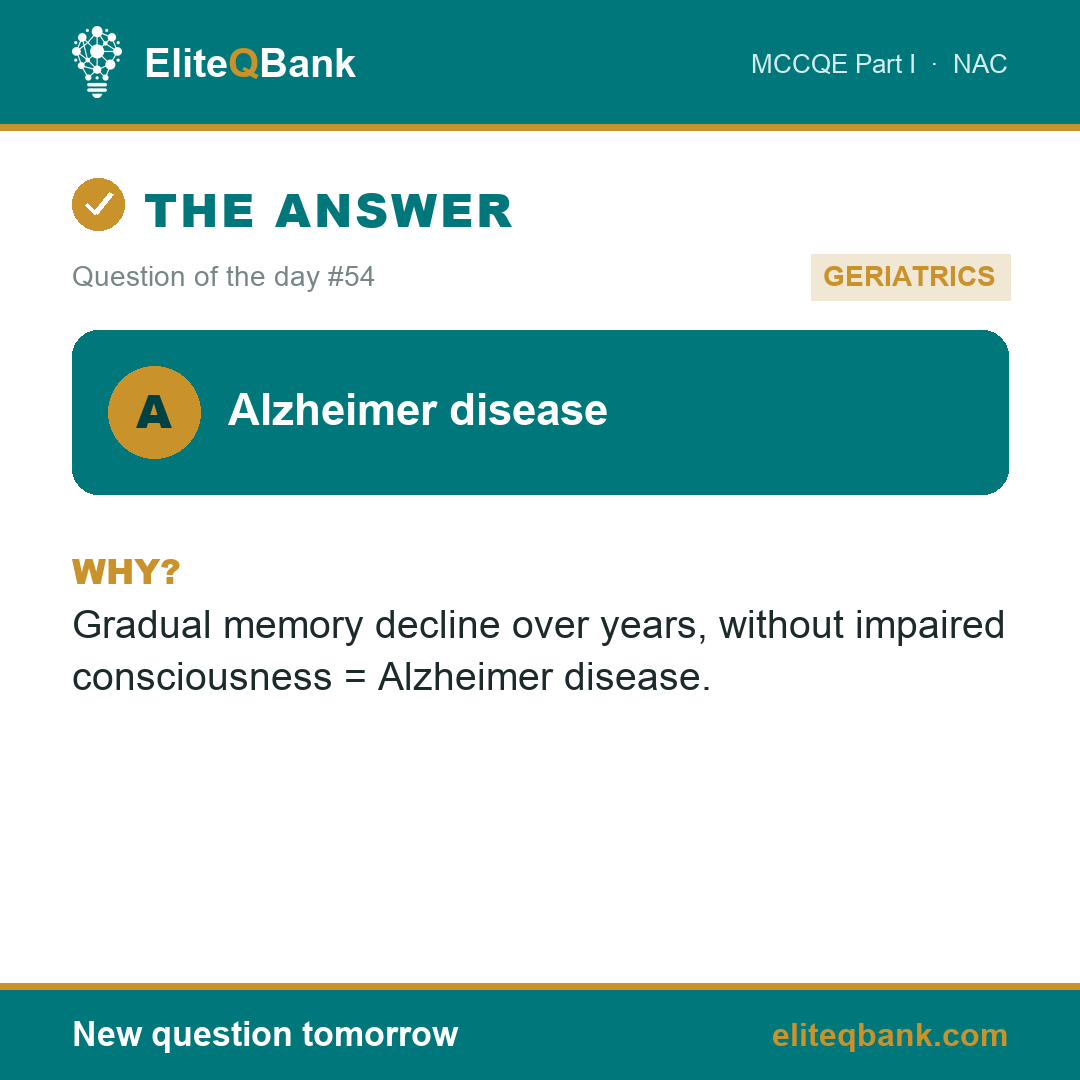 EliteQBank
MCCQE Part I · NAC
THE ANSWER
Question of the day #54
GERIATRICS
A
Alzheimer disease
WHY?
Gradual memory decline over years, without impaired
consciousness = Alzheimer disease.
New question tomorrow
eliteqbank.com